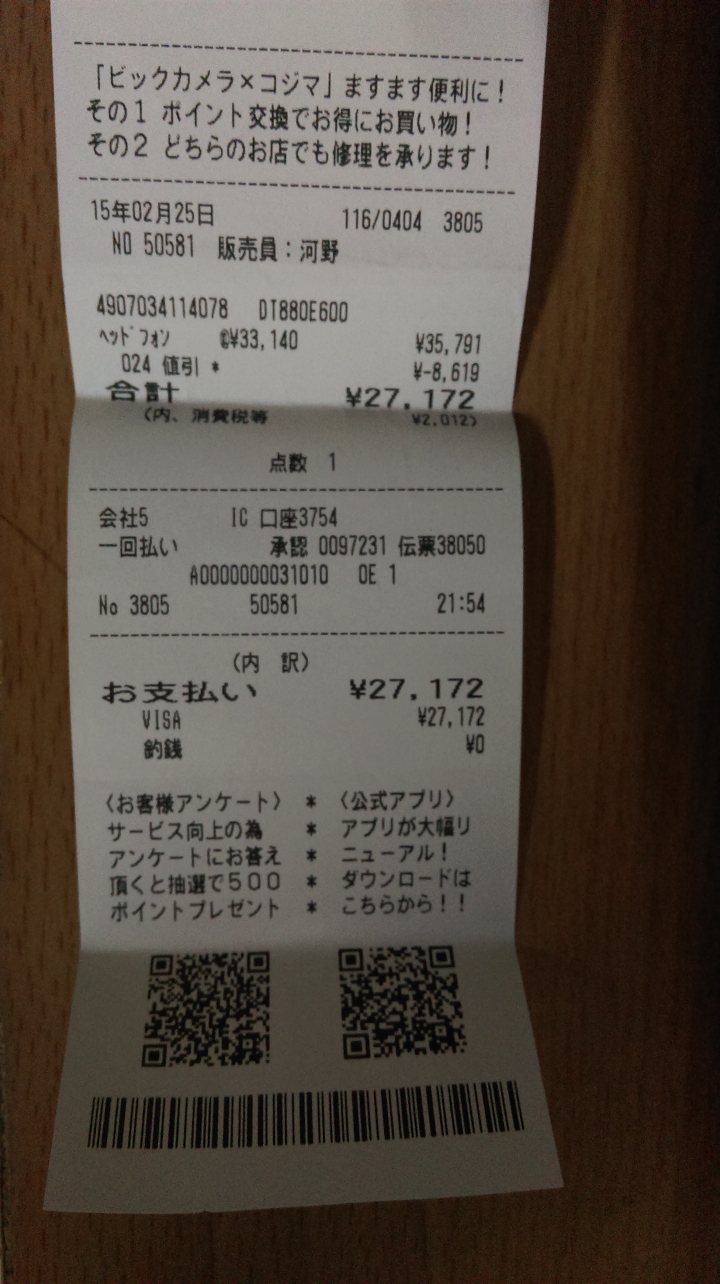 「ビックカメラ×コジマ」ますます便利に！
その１ ポイント交換でお得にお買い物！
その２ どちらのお店でも修理を承ります！
15年02月25日 116/0404 3805
NO 50581 販売員：河野
4907034114078 DT880E600
ﾍｯﾄﾞﾌｫﾝ @¥33,140 ¥35,791
024 値引 * ¥-8,619
合計 ¥27,172
(内、消費税等 ¥2,012)
点数 1
会社5 IC 口座3754
一回払い 承認 0097231 伝票38050
A0000000031010 OE 1
No 3805 50581 21:54
（内 訳）
お支払い ¥27,172
VISA ¥27,172
釣銭 ¥0
〈お客様アンケート〉 * 〈公式アプリ〉
サービス向上の為 * アプリが大幅リ
アンケートにお答え * ニューアル！
頂くと抽選で５００ * ダウンロードは
ポイントプレゼント * こちらから！！